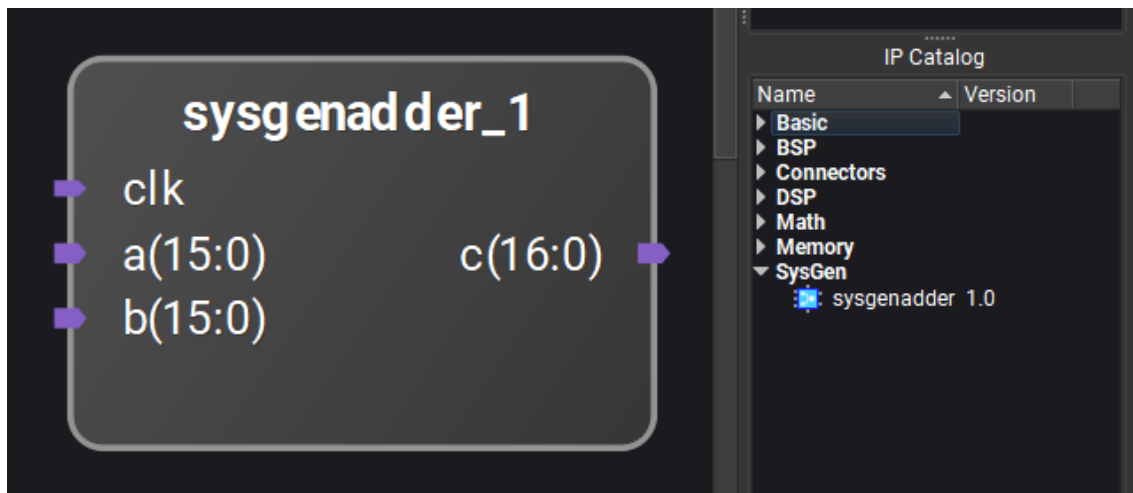 sysgenadder_1
clk
a(15:0)
c(16:0)
b(15:0)
IP Catalog
Name Version
Basic
BSP
Connectors
DSP
Math
Memory
SysGen
sysgenadder 1.0